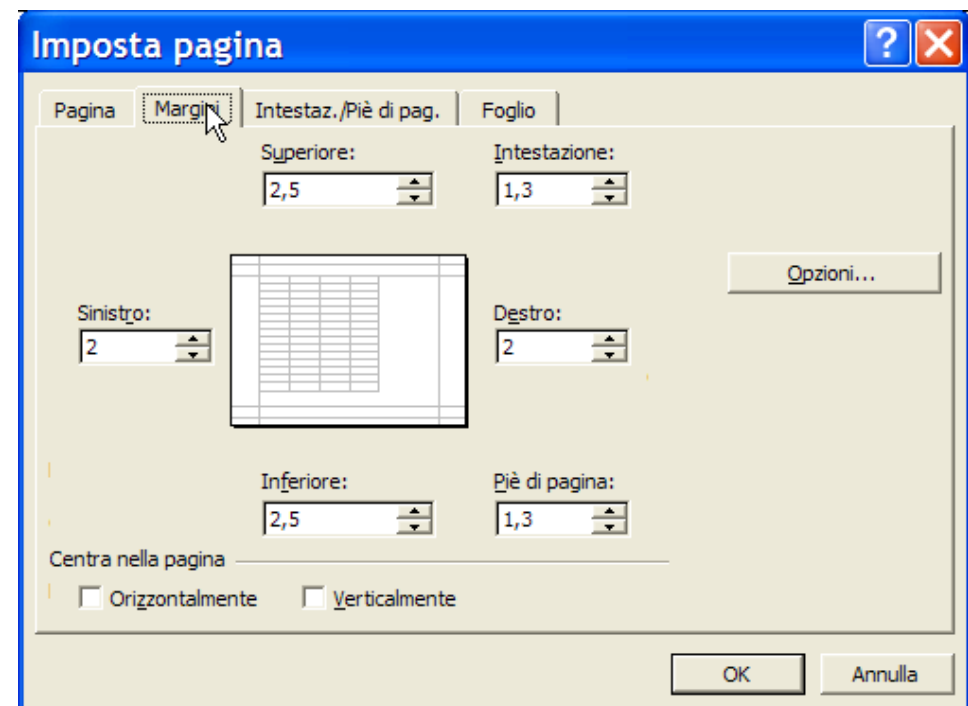 Imposta pagina
Pagina Margini Intestaz./Piè di pag. Foglio
Superiore: Intestazione:
2,5 1,3
Opzioni...
Sinistro: Destro:
2 2
Inferiore: Piè di pagina:
2,5 1,3
Centra nella pagina
Orizzontalmente Verticalmente
OK Annulla